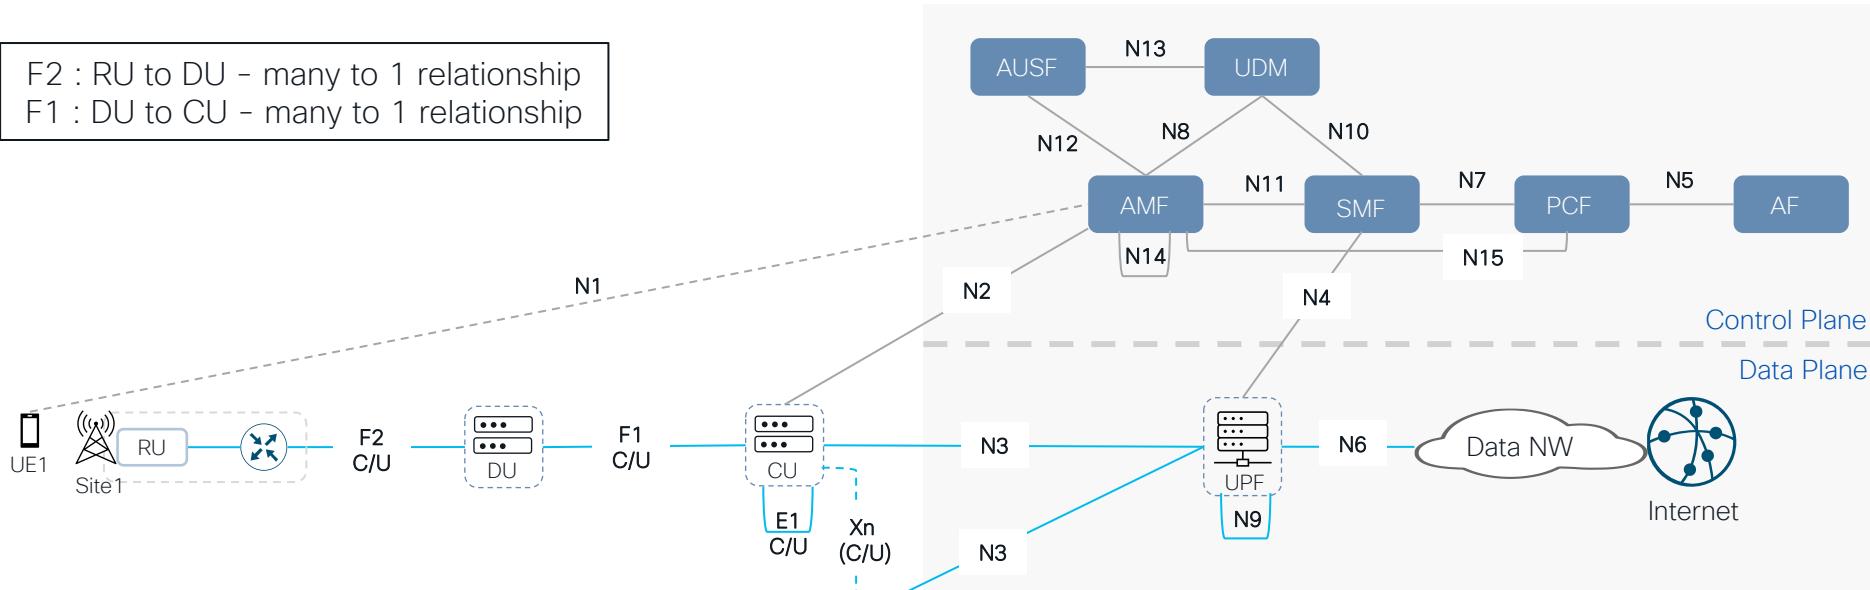 F2 : RU to DU - many to 1 relationship
F1 : DU to CU - many to 1 relationship
AUSF
N13
UDM
N12
N8
N10
AMF
N11
SMF
N7
PCF
N5
AF
N14
N15
N1
N2
N4
Control Plane
Data Plane
UE1
Site1
RU
F2
C/U
DU
F1
C/U
CU
E1
C/U
Xn
(C/U)
N3
N3
UPF
N9
N6
Data NW
Internet